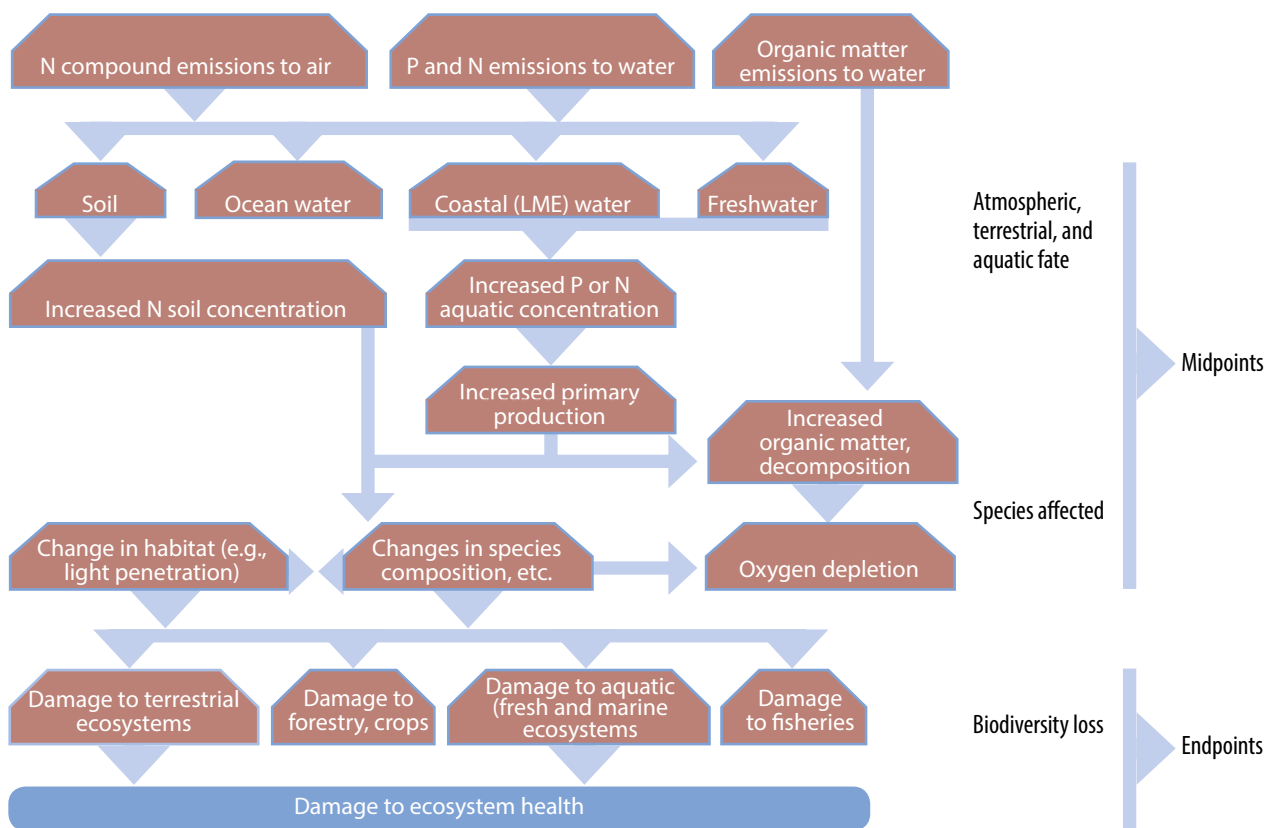 N compound emissions to air
P and N emissions to water
Organic matter
emissions to water
Soil
Ocean water
Coastal (LME) water
Freshwater
Atmospheric,
terrestrial, and
aquatic fate
Increased N soil concentration
Increased P or N
aquatic concentration
Midpoints
Increased primary
production
Increased
organic matter,
decomposition
Species affected
Change in habitat (e.g.,
light penetration)
Changes in species
composition, etc.
Oxygen depletion
Damage to terrestrial
ecosystems
Damage to
forestry, crops
Damage to aquatic
(fresh and marine
ecosystems
Damage
to fisheries
Biodiversity loss
Endpoints
Damage to ecosystem health